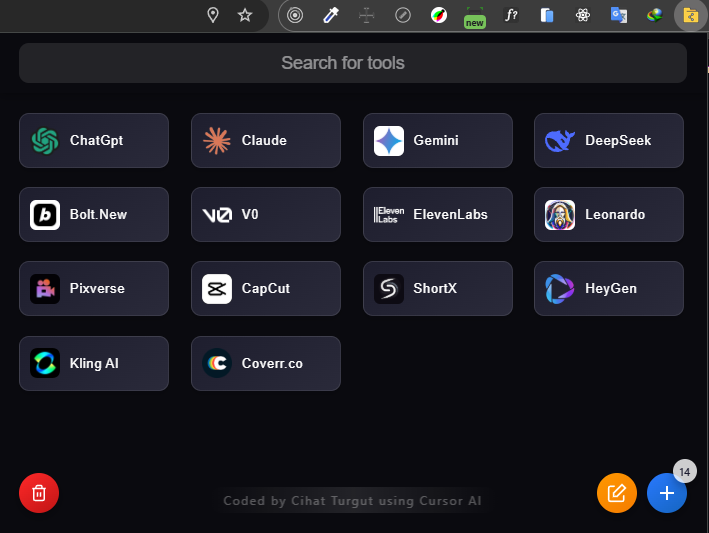 f?
new
Search for tools
ChatGpt
Claude
Gemini
DeepSeek
b Bolt.New
V0 V0
Eleven
Labs
ElevenLabs
Leonardo
Pixverse
CapCut
ShortX
HeyGen
Kling AI
C Coverr.co
14
Coded by Cihat Turgut using Cursor AI